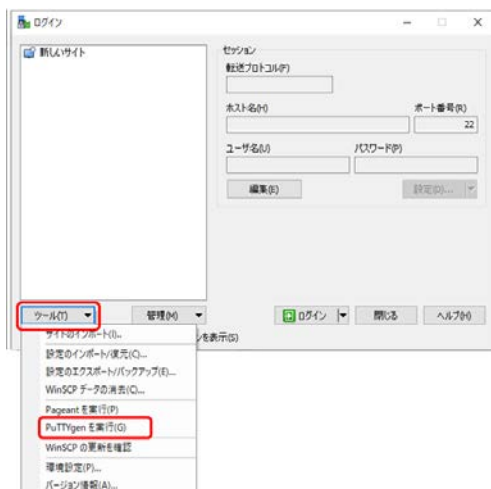 ログイン
新しいサイト
セッション
転送プロトコル(F)
ホスト名(H)
ポート番号(R)
22
ユーザ名(U)
パスワード(P)
編集(E)
設定(D)...
ツール(T)
管理(M)
ログイン
閉じる
ヘルプ(H)
サイトのインポート(I)...
を表示(S)
設定のインポート/復元(C)...
設定のエクスポート/バックアップ(E)...
WinSCP データの消去(C)...
Pageant を実行(P)
PuTTYgen を実行(G)
WinSCP の更新を確認
環境設定(P)...
バージョン情報(A)...